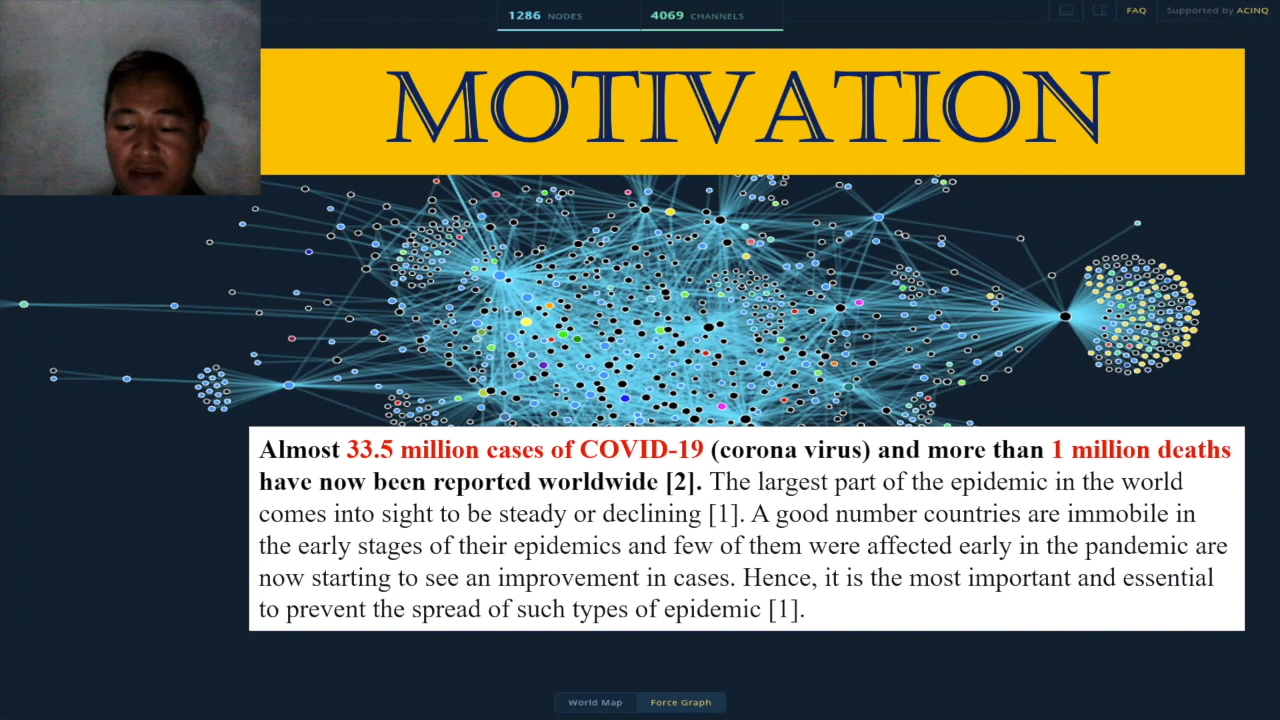 1286 NODES
4069 CHANNELS
FAQ
Supported by ACINQ
MOTIVATION
Almost 33.5 million cases of COVID-19 (corona virus) and more than 1 million deaths
have now been reported worldwide [2]. The largest part of the epidemic in the world
comes into sight to be steady or declining [1]. A good number countries are immobile in
the early stages of their epidemics and few of them were affected early in the pandemic are
now starting to see an improvement in cases. Hence, it is the most important and essential
to prevent the spread of such types of epidemic [1].
World Map
Force Graph